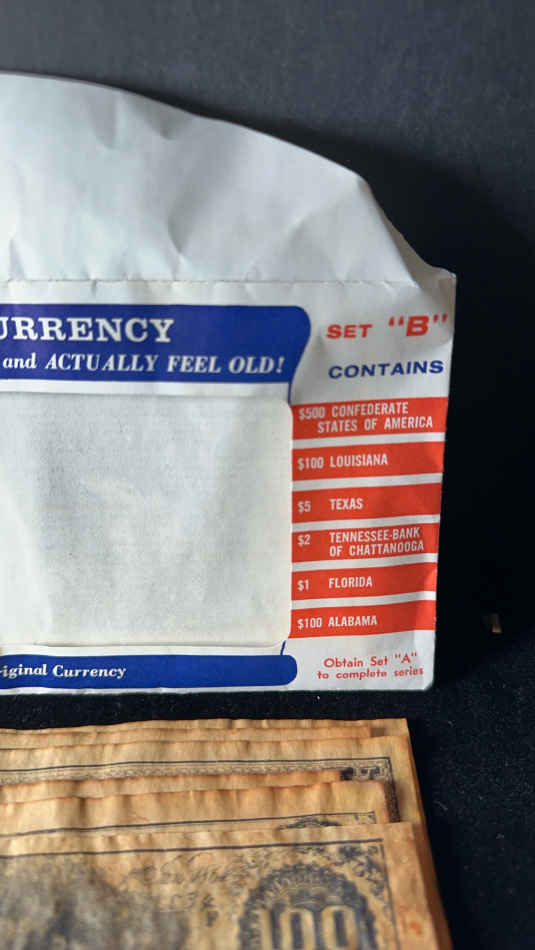 URRENCY
and ACTUALLY FEEL OLD!
SET "B"
CONTAINS
$500 CONFEDERATE
STATES OF AMERICA
$100 LOUISIANA
$5 TEXAS
$2 TENNESSEE-BANK
OF CHATTANOOGA
$1 FLORIDA
$100 ALABAMA
Obtain Set "A"
to complete series
riginal Currency
100